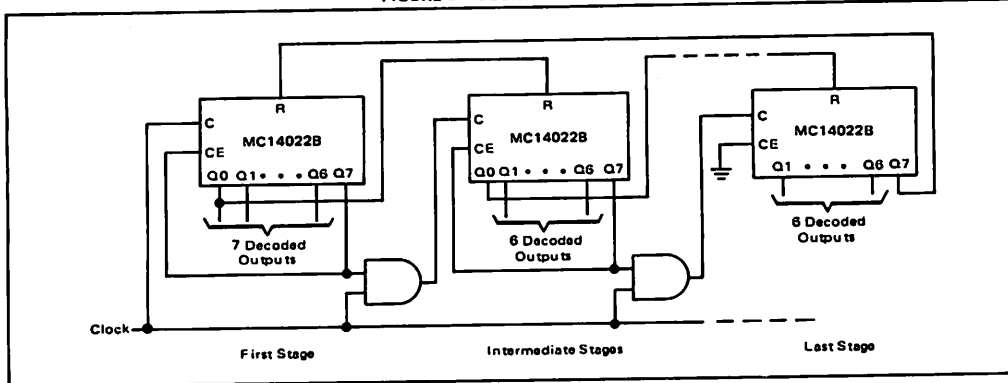 R
R
R
C
MC14022B
CE
Q0 Q1 • • • Q6 Q7
7 Decoded
Outputs
C
MC14022B
CE
Q0 Q1 • • • Q6 Q7
6 Decoded
Outputs
C
MC14022B
CE
Q1 • • • Q6 Q7
6 Decoded
Outputs
Clock
First Stage
Intermediate Stages
Last Stage